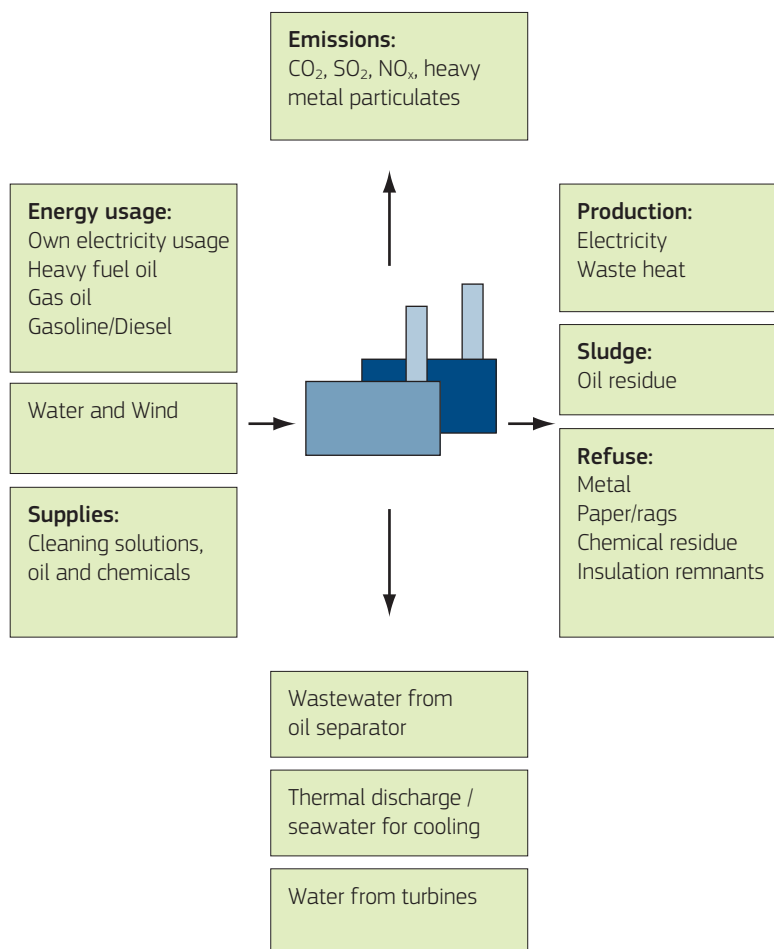 Emissions:
CO₂, SO₂, NOₓ, heavy
metal particulates
Energy usage:
Own electricity usage
Heavy fuel oil
Gas oil
Gasoline/Diesel
Water and Wind
Supplies:
Cleaning solutions,
oil and chemicals
Production:
Electricity
Waste heat
Sludge:
Oil residue
Refuse:
Metal
Paper/rags
Chemical residue
Insulation remnants
Wastewater from
oil separator
Thermal discharge /
seawater for cooling
Water from turbines